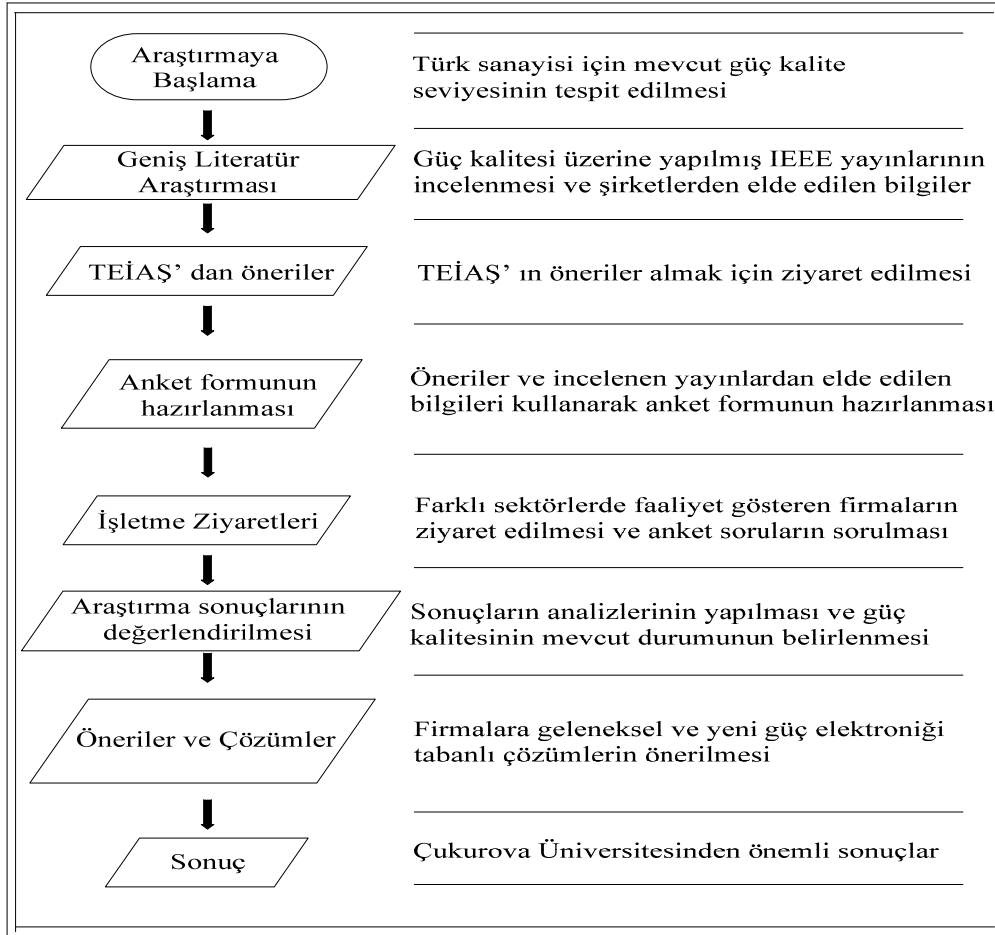 Araştırmaya
Başlama
Türk sanayisi için mevcut güç kalite
seviyesinin tespit edilmesi
Geniş Literatür
Araştırması
Güç kalitesi üzerine yapılmış IEEE yayınlarının
incelenmesi ve şirketlerden elde edilen bilgiler
TEİAŞ’ dan öneriler
TEİAŞ’ ın öneriler almak için ziyaret edilmesi
Anket formunun
hazırlanması
Öneriler ve incelenen yayınlardan elde edilen
bilgileri kullanarak anket formunun hazırlanması
İşletme Ziyaretleri
Farklı sektörlerde faaliyet gösteren firmaların
ziyaret edilmesi ve anket soruların sorulması
Araştırma sonuçlarının
değerlendirilmesi
Sonuçların analizlerinin yapılması ve güç
kalitesinin mevcut durumunun belirlenmesi
Öneriler ve Çözümler
Firmalara geleneksel ve yeni güç elektroniği
tabanlı çözümlerin önerilmesi
Sonuç
Çukurova Üniversitesinden önemli sonuçlar